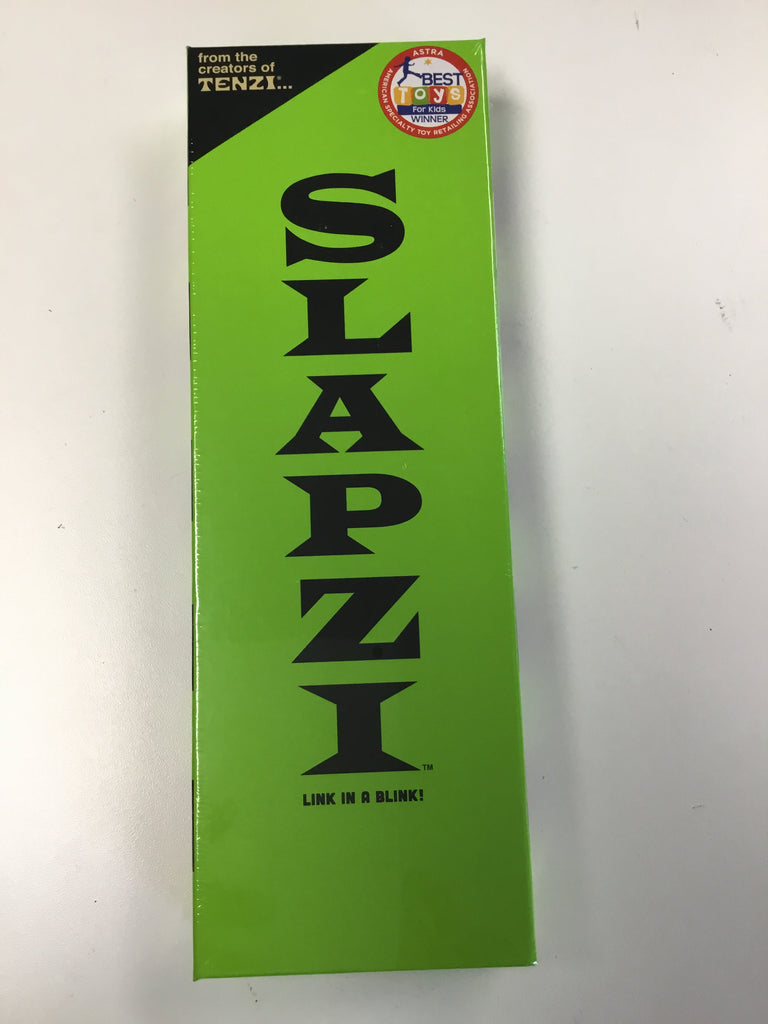 from the
creators of
TENZI®...
ASTRA
AMERICAN SPECIALTY TOY RETAILING ASSOCIATION
BEST
TOYS
For Kids
WINNER
SLAPZI™
LINK IN A BLINK!